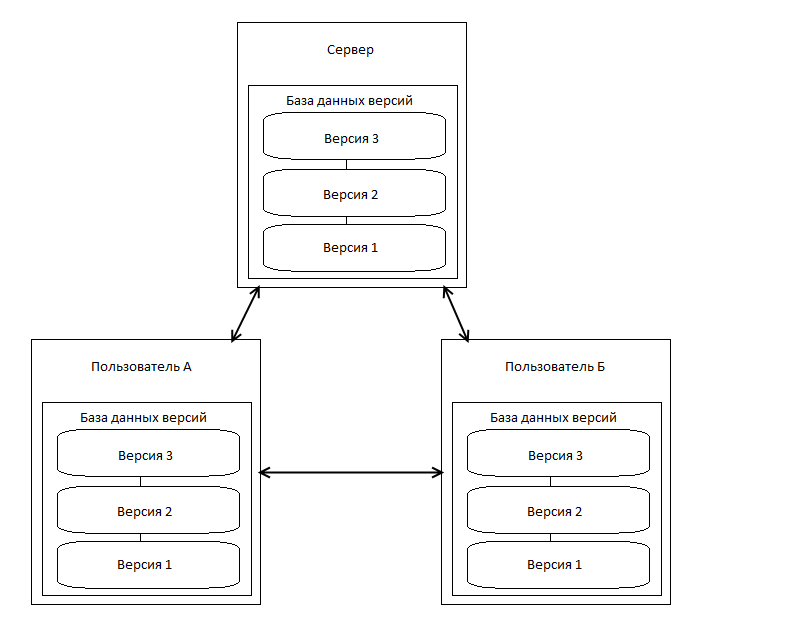 Сервер
База данных версий
Версия 3
Версия 2
Версия 1
Пользователь А
База данных версий
Версия 3
Версия 2
Версия 1
Пользователь Б
База данных версий
Версия 3
Версия 2
Версия 1